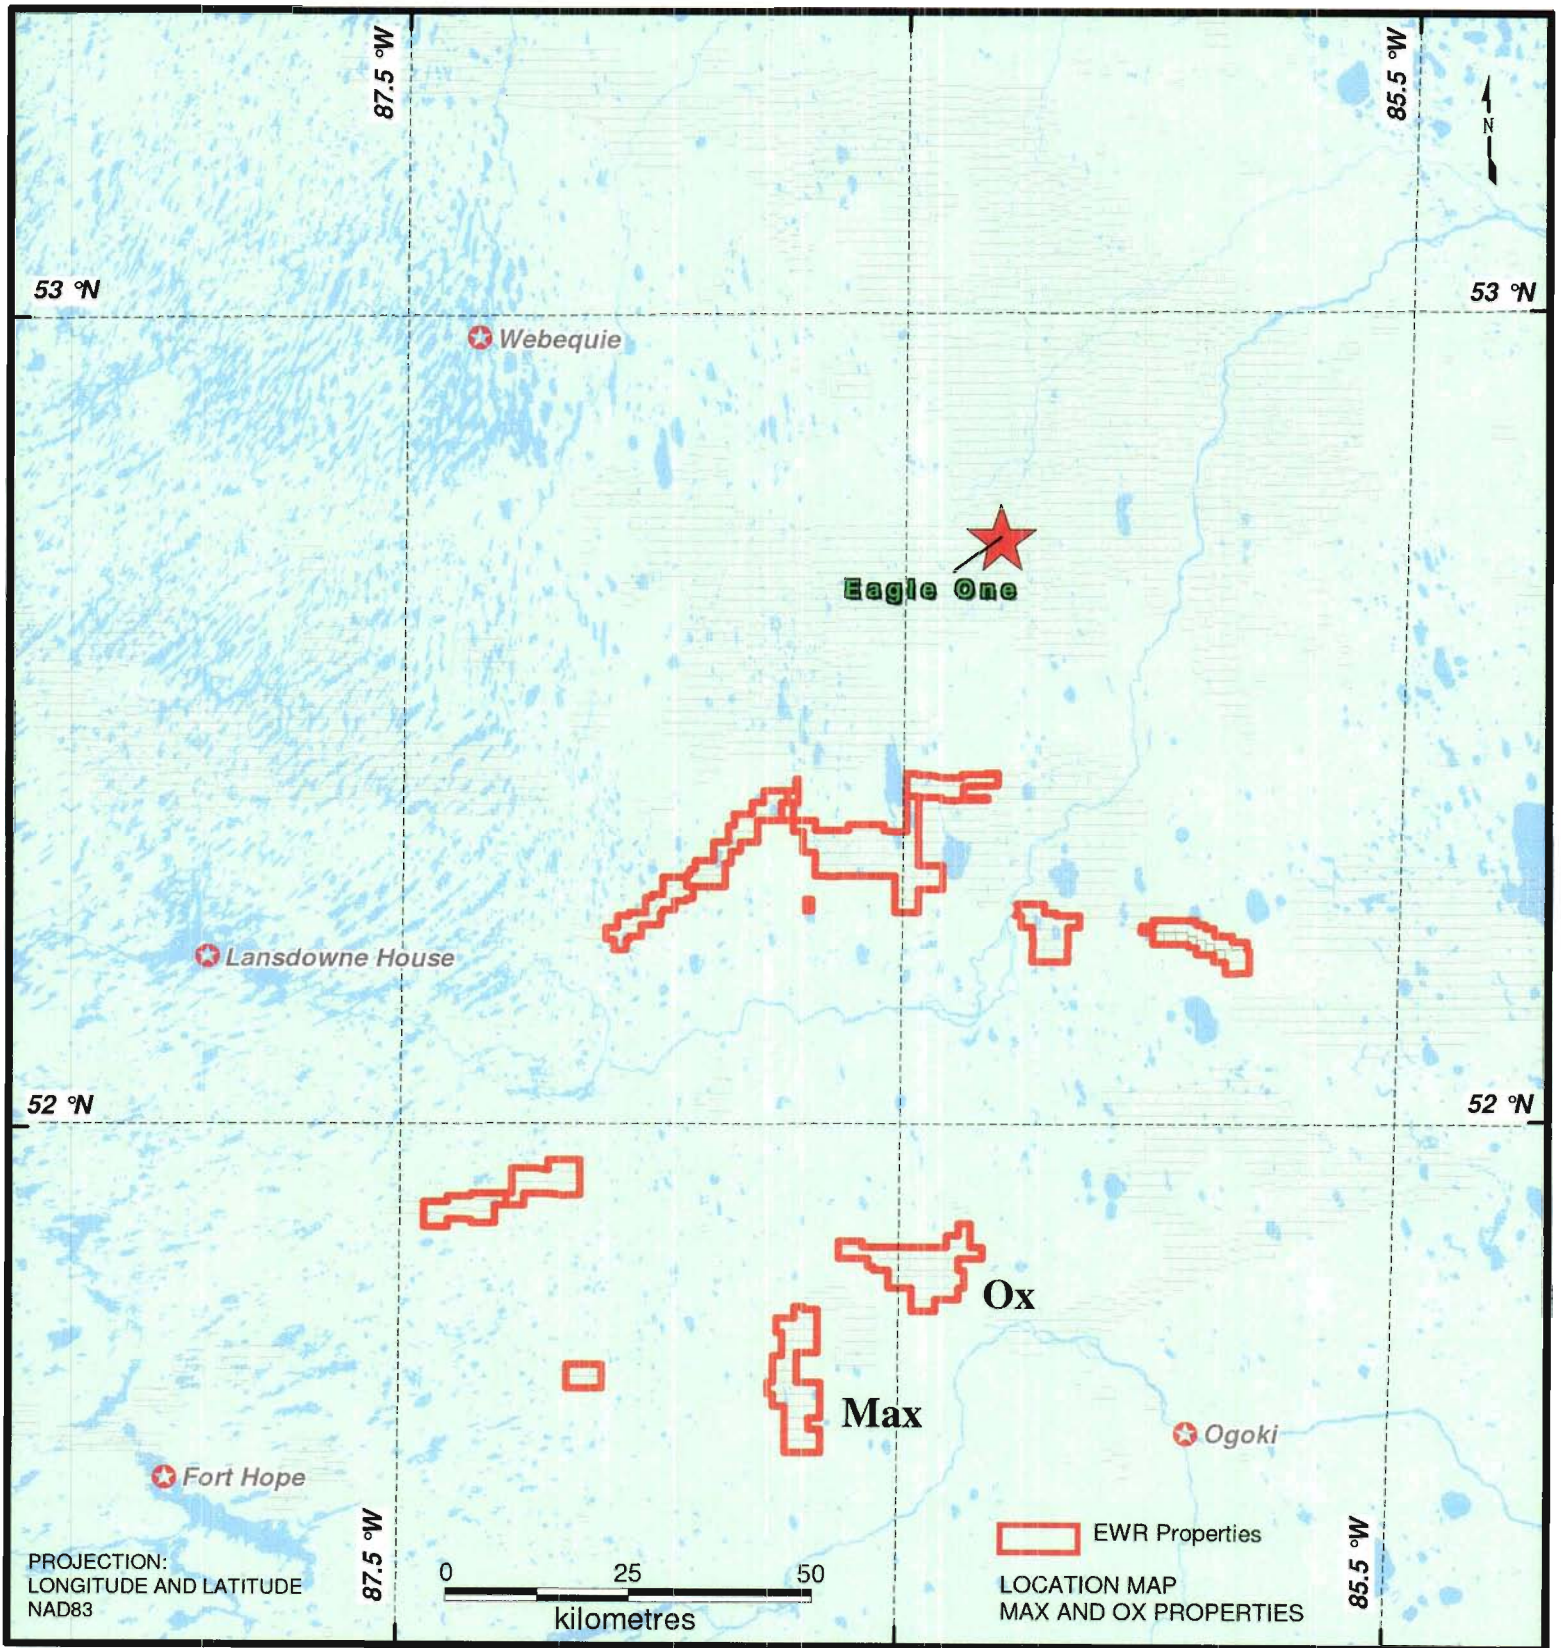 87.5 °W
85.5 °W
N
53 °N
53 °N
Webequie
Eagle One
Lansdowne House
52 °N
52 °N
Ox
Max
Ogoki
Fort Hope
87.5 °W
85.5 °W
EWR Properties
PROJECTION:
LONGITUDE AND LATITUDE
NAD83
0 25 50
kilometres
LOCATION MAP
MAX AND OX PROPERTIES